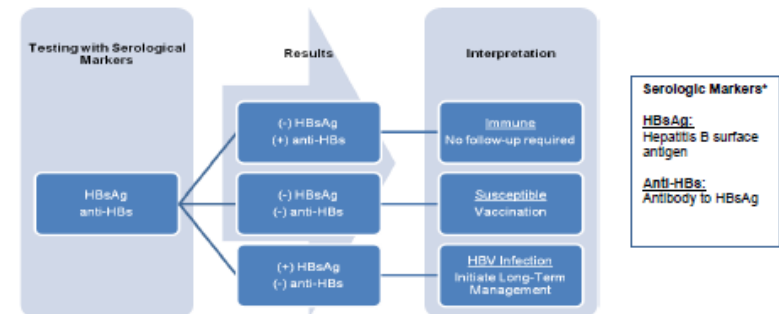 Testing with Serological
Markers
Results
Interpretation
HBsAg
anti-HBs
(-) HBsAg
(+) anti-HBs
Immune
No follow-up required
(-) HBsAg
(-) anti-HBs
Susceptible
Vaccination
(+) HBsAg
(-) anti-HBs
HBV Infection
Initiate Long-Term
Management
Serologic Markers*
HBsAg:
Hepatitis B surface
antigen
Anti-HBs:
Antibody to HBsAg